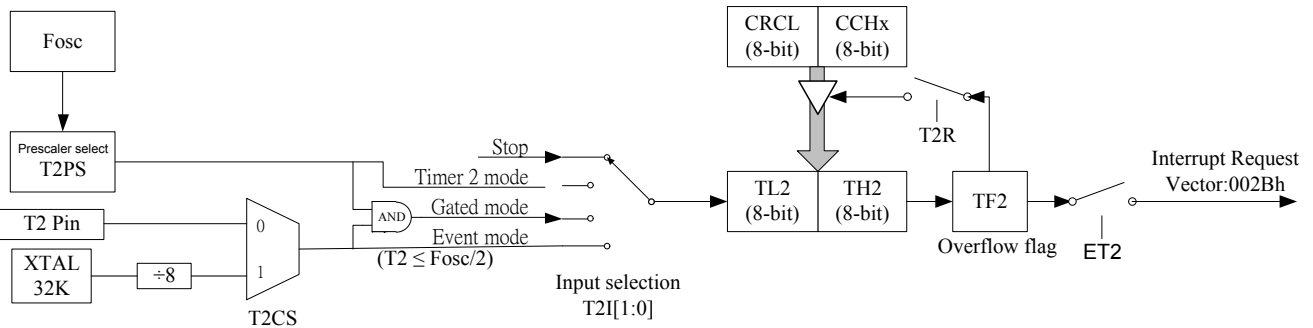 Fosc
Prescaler select
T2PS
T2 Pin
XTAL
32K
÷8
0
1
T2CS
AND
Stop
Timer 2 mode
Gated mode
Event mode
(T2 ≤ Fosc/2)
Input selection
T2I[1:0]
CRCL
(8-bit)
CCHx
(8-bit)
T2R
TL2
(8-bit)
TH2
(8-bit)
TF2
Overflow flag
ET2
Interrupt Request
Vector:002Bh